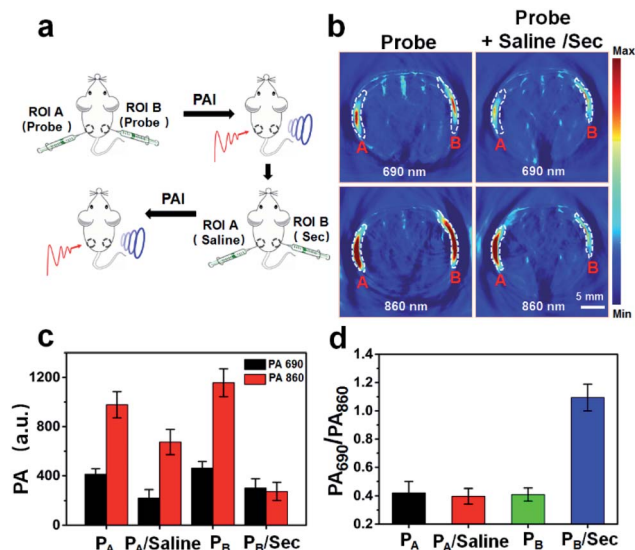 a
ROI A
(Probe)
ROI B
(Probe)
PAI
PAI
ROI A
(Saline)
ROI B
( Sec)
b
Probe
Probe
+ Saline /Sec
Max
A
B
690 nm
A
B
690 nm
A
B
860 nm
A
B
860 nm
5 mm
Min
c
PA (a.u.)
1200
800
400
0
PA 690
PA 860
PA PA/Saline PB PB/Sec
d
PA690/PA860
1.4
1.2
1.0
0.8
0.6
0.4
0.2
PA PA/Saline PB PB/Sec